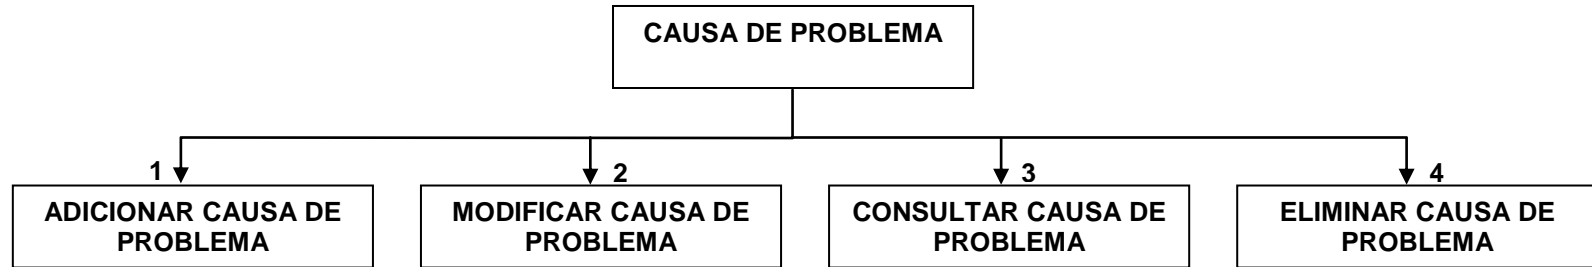 CAUSA DE PROBLEMA
1
2
3
4
ADICIONAR CAUSA DE
PROBLEMA
MODIFICAR CAUSA DE
PROBLEMA
CONSULTAR CAUSA DE
PROBLEMA
ELIMINAR CAUSA DE
PROBLEMA